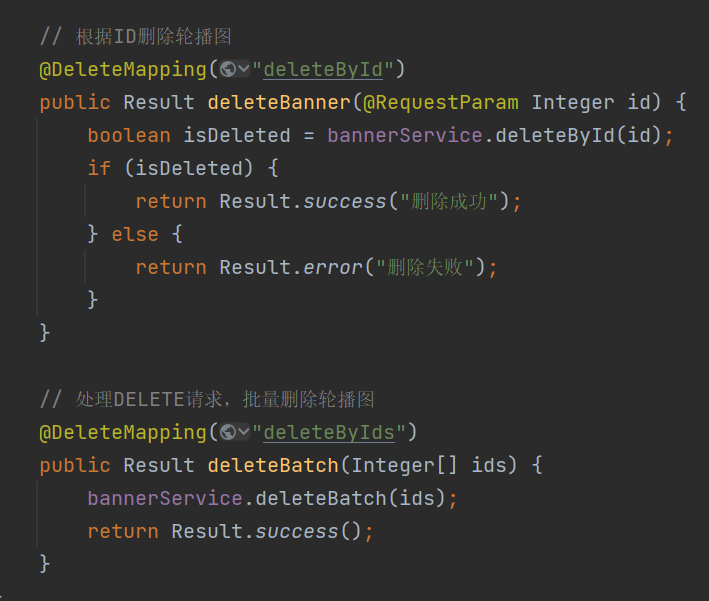 // 根据ID删除轮播图
@DeleteMapping("deleteById")
public Result deleteBanner(@RequestParam Integer id) {
    boolean isDeleted = bannerService.deleteById(id);
    if (isDeleted) {
        return Result.success("删除成功");
    } else {
        return Result.error("删除失败");
    }
}
// 处理DELETE请求，批量删除轮播图
@DeleteMapping("deleteByIds")
public Result deleteBatch(Integer[] ids) {
    bannerService.deleteBatch(ids);
    return Result.success();
}